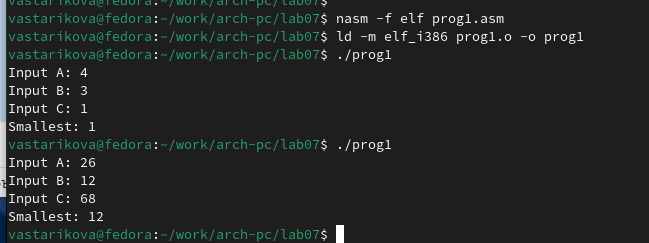 vastarikova@fedora:~/work/arch-pc/lab07$
vastarikova@fedora:~/work/arch-pc/lab07$ nasm -f elf prog1.asm
vastarikova@fedora:~/work/arch-pc/lab07$ ld -m elf_i386 prog1.o -o prog1
vastarikova@fedora:~/work/arch-pc/lab07$ ./prog1
Input A: 4
Input B: 3
Input C: 1
Smallest: 1
vastarikova@fedora:~/work/arch-pc/lab07$ ./prog1
Input A: 26
Input B: 12
Input C: 68
Smallest: 12
vastarikova@fedora:~/work/arch-pc/lab07$